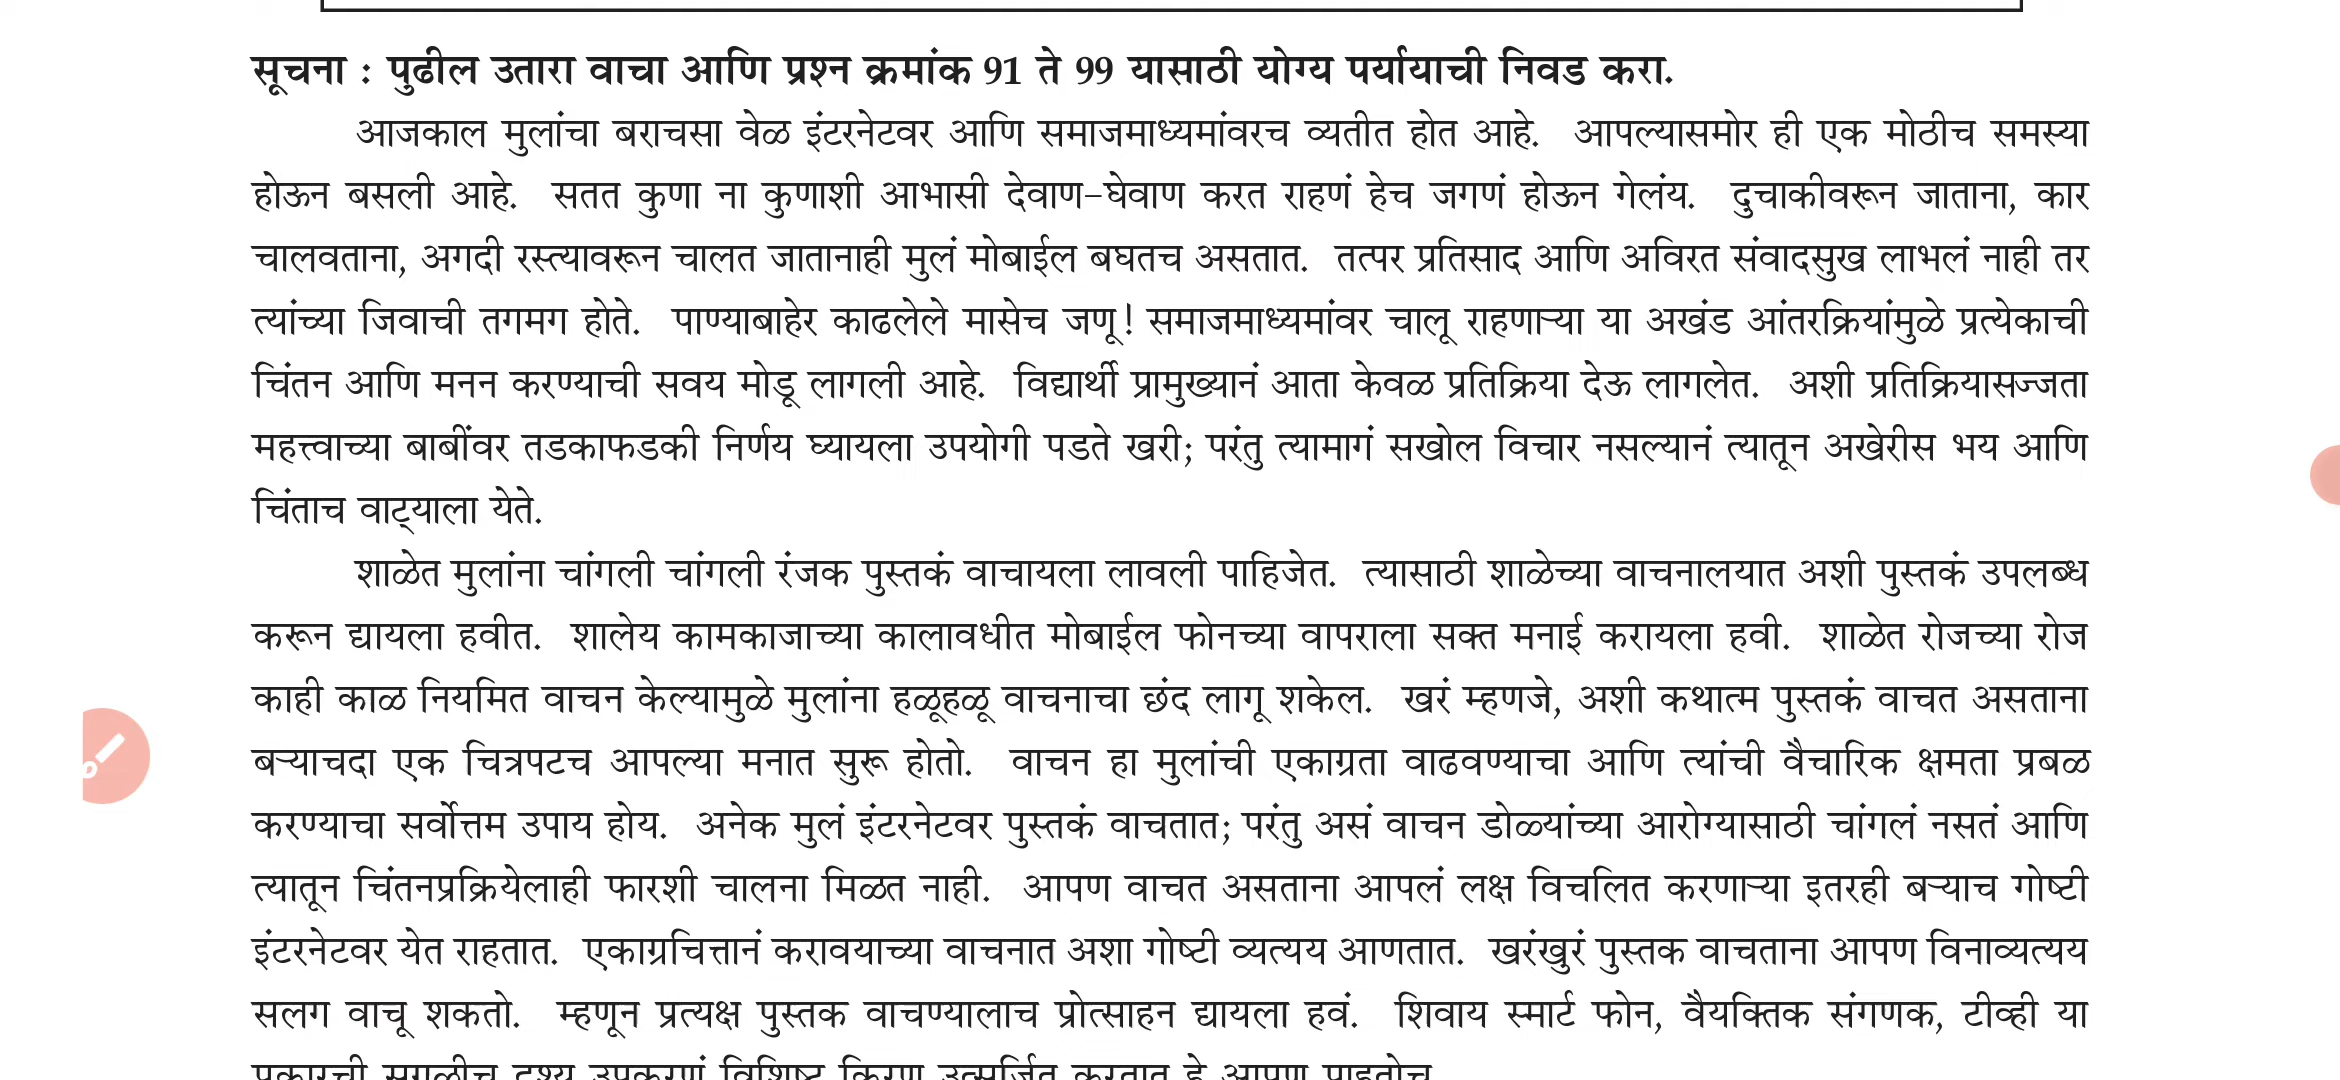 सूचना : पुढील उतारा वाचा आणि प्रश्न क्रमांक 91 ते 99 यासाठी योग्य पर्यायाची निवड करा.
आजकाल मुलांचा बराचसा वेळ इंटरनेटवर आणि समाजमाध्यमांवरच व्यतीत होत आहे. आपल्यासमोर ही एक मोठीच समस्या
होऊन बसली आहे. सतत कुणा ना कुणाशी आभासी देवाण-घेवाण करत राहणं हेच जगणं होऊन गेलंय. दुचाकीवरून जाताना, कार
चालवताना, अगदी रस्त्यावरून चालत जातानाही मुलं मोबाईल बघतच असतात. तत्पर प्रतिसाद आणि अविरत संवादसुख लाभलं नाही तर
त्यांच्या जिवाची तगमग होते. पाण्याबाहेर काढलेले मासेच जणू! समाजमाध्यमांवर चालू राहणाऱ्या या अखंड आंतरक्रियांमुळे प्रत्येकाची
चिंतन आणि मनन करण्याची सवय मोडू लागली आहे. विद्यार्थी प्रामुख्यानं आता केवळ प्रतिक्रिया देऊ लागलेत. अशी प्रतिक्रियासज्जता
महत्त्वाच्या बाबींवर तडकाफडकी निर्णय घ्यायला उपयोगी पडते खरी; परंतु त्यामागं सखोल विचार नसल्यानं त्यातून अखेरीस भय आणि
चिंताच वाट्याला येते.
शाळेत मुलांना चांगली चांगली रंजक पुस्तकं वाचायला लावली पाहिजेत. त्यासाठी शाळेच्या वाचनालयात अशी पुस्तकं उपलब्ध
करून द्यायला हवीत. शालेय कामकाजाच्या कालावधीत मोबाईल फोनच्या वापराला सक्त मनाई करायला हवी. शाळेत रोजच्या रोज
काही काळ नियमित वाचन केल्यामुळे मुलांना हळूहळू वाचनाचा छंद लागू शकेल. खरं म्हणजे, अशी कथात्म पुस्तकं वाचत असताना
बऱ्याचदा एक चित्रपटच आपल्या मनात सुरू होतो. वाचन हा मुलांची एकाग्रता वाढवण्याचा आणि त्यांची वैचारिक क्षमता प्रबळ
करण्याचा सर्वोत्तम उपाय होय. अनेक मुलं इंटरनेटवर पुस्तकं वाचतात; परंतु असं वाचन डोळ्यांच्या आरोग्यासाठी चांगलं नसतं आणि
त्यातून चिंतनप्रक्रियेलाही फारशी चालना मिळत नाही. आपण वाचत असताना आपलं लक्ष विचलित करणाऱ्या इतरही बऱ्याच गोष्टी
इंटरनेटवर येत राहतात. एकाग्रचित्तानं करावयाच्या वाचनात अशा गोष्टी व्यत्यय आणतात. खरंखुरं पुस्तक वाचताना आपण विनाव्यत्यय
सलग वाचू शकतो. म्हणून प्रत्यक्ष पुस्तक वाचण्यालाच प्रोत्साहन द्यायला हवं. शिवाय स्मार्ट फोन, वैयक्तिक संगणक, टीव्ही या
प्रकारची सगळीच दृश्य उपकरणं विशिष्ट किरण उत्सर्जित करतात हे आपण पाहतोच.